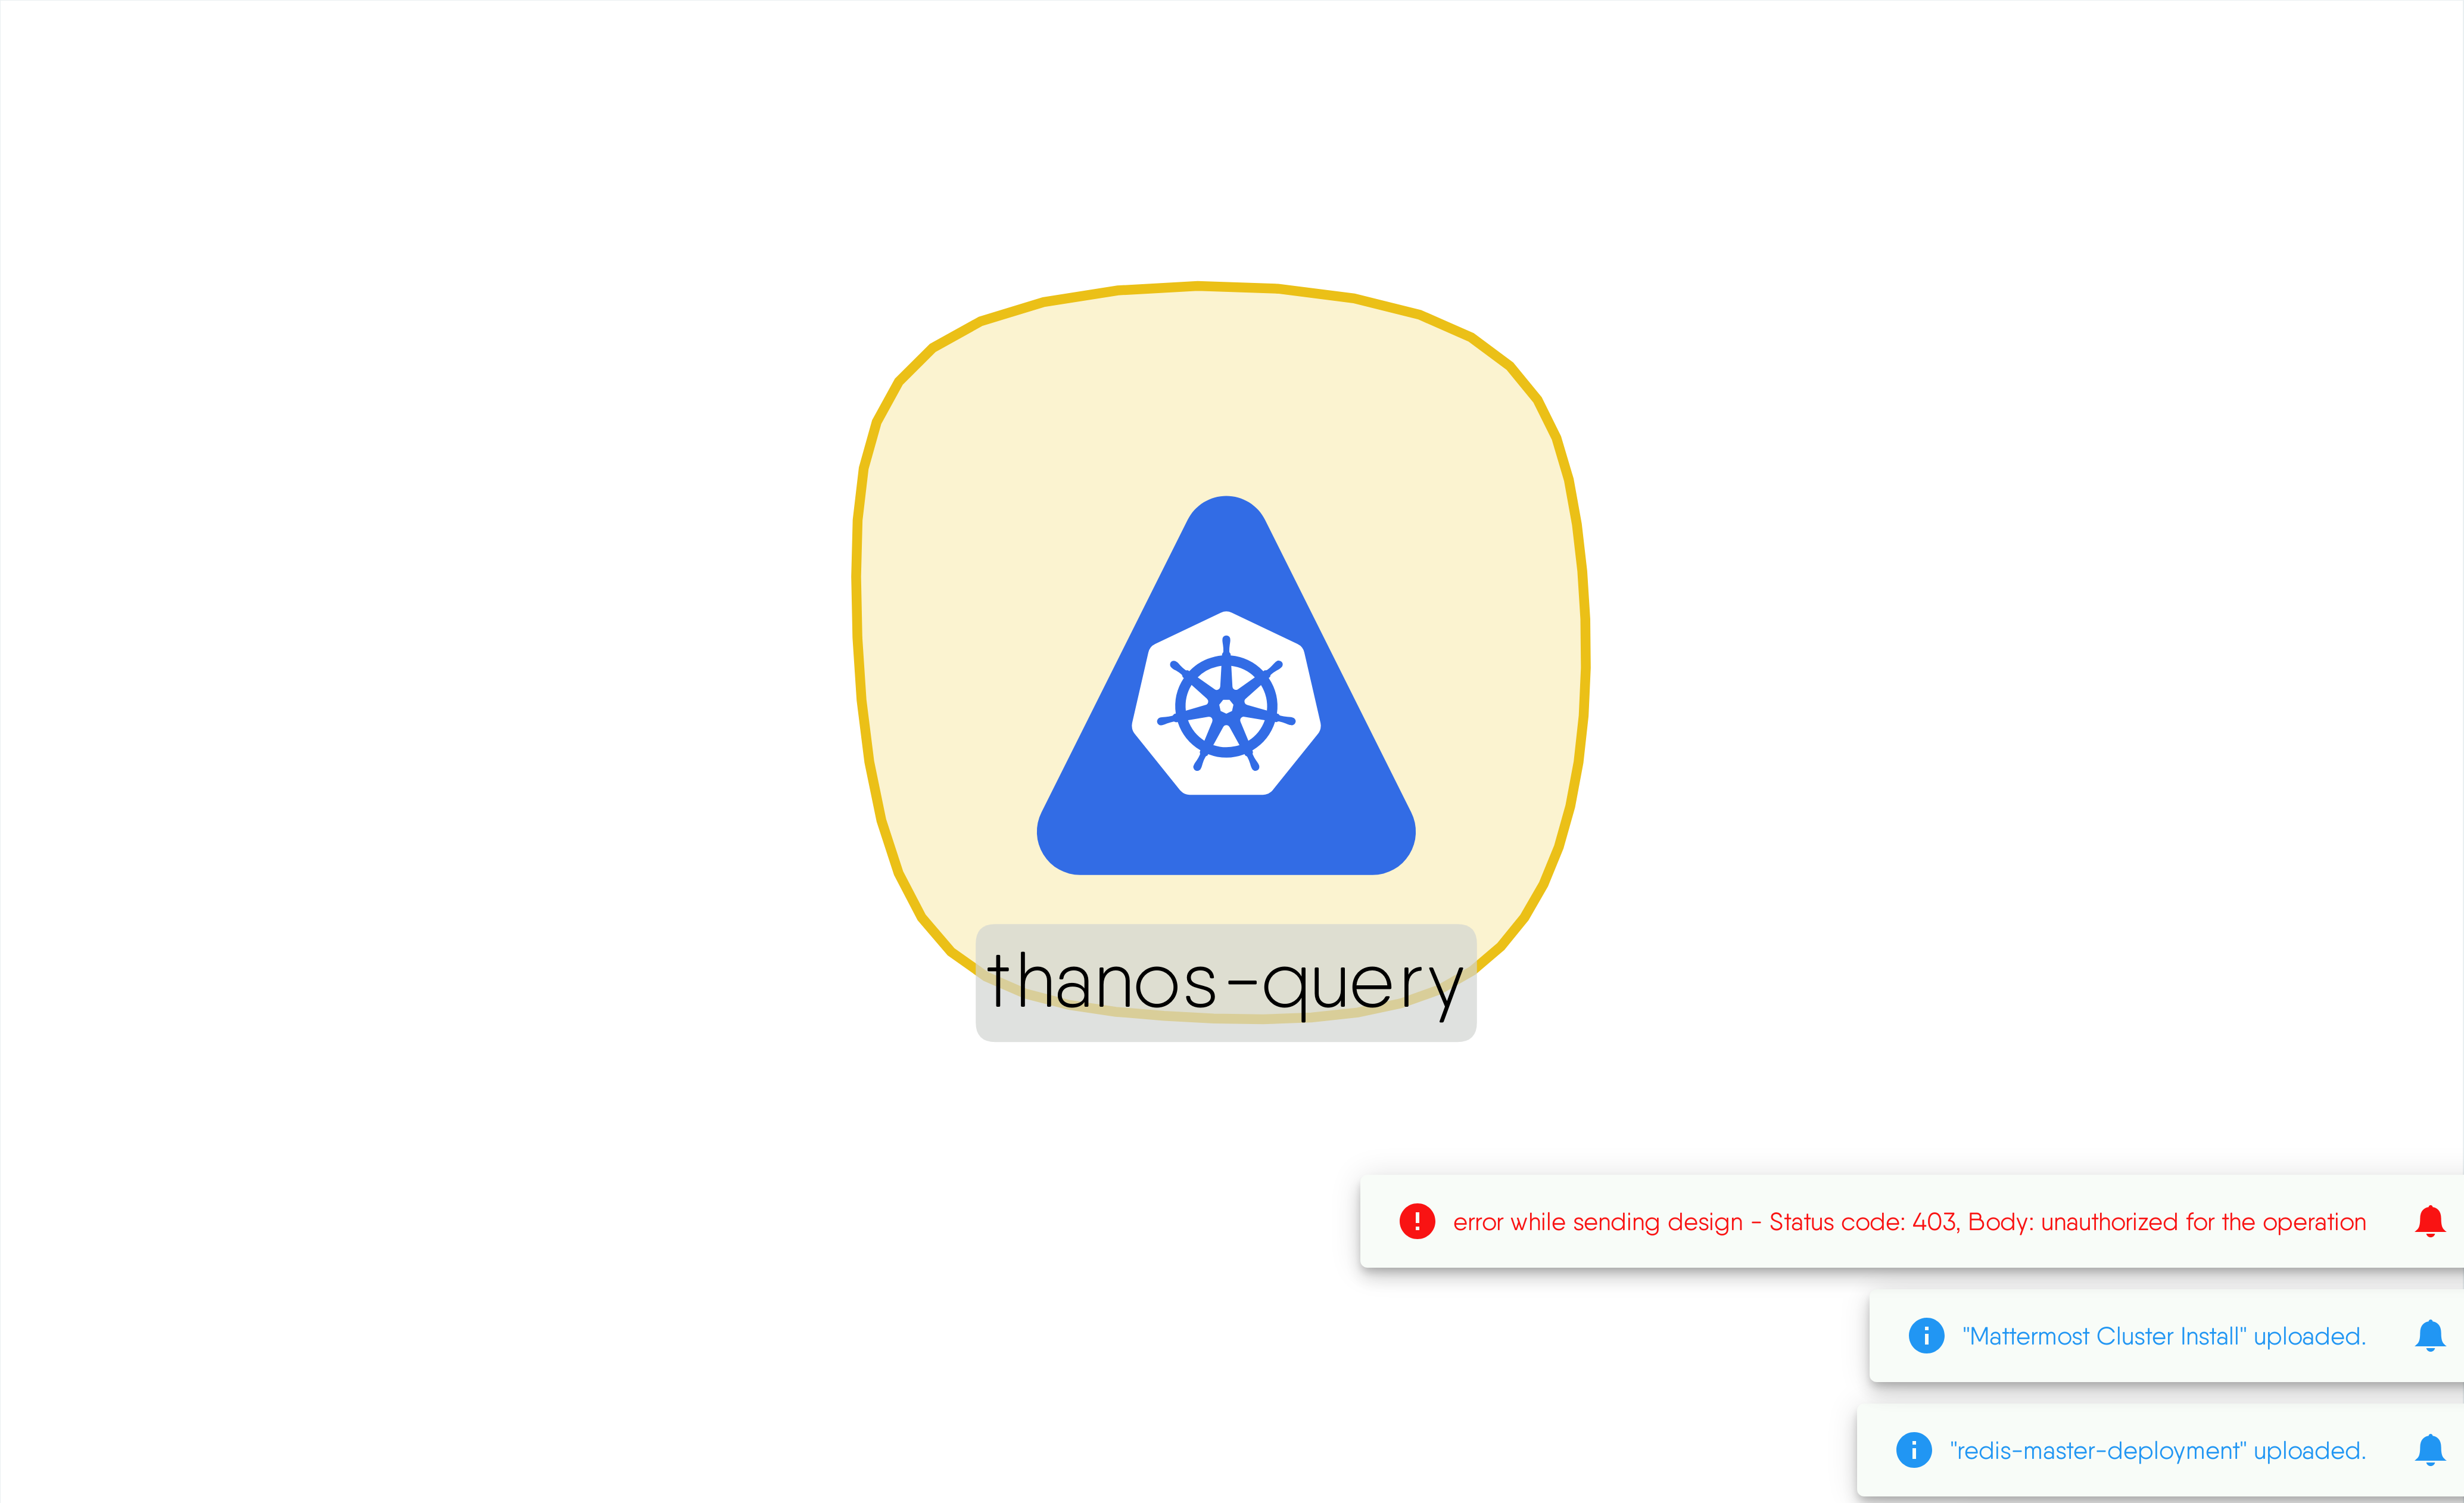 thanos-query
error while sending design - Status code: 403, Body: unauthorized for the operation
"Mattermost Cluster Install" uploaded.
"redis-master-deployment" uploaded.